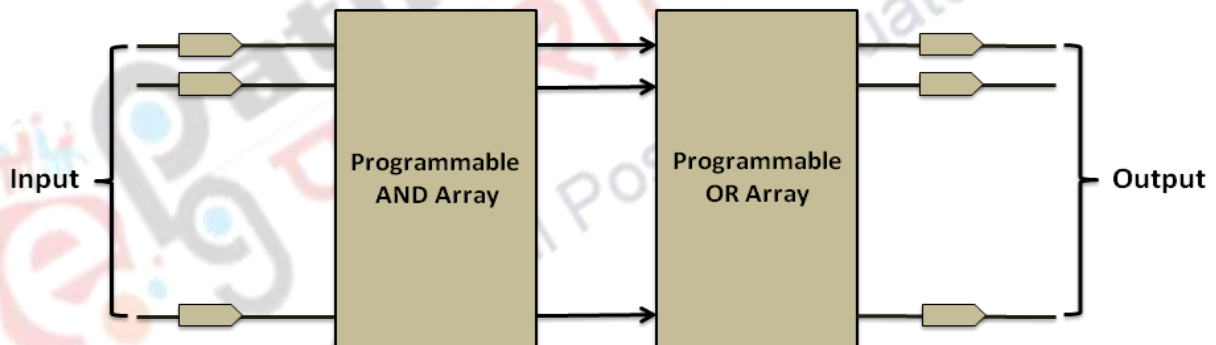 Input
Programmable
AND Array
Programmable
OR Array
Output